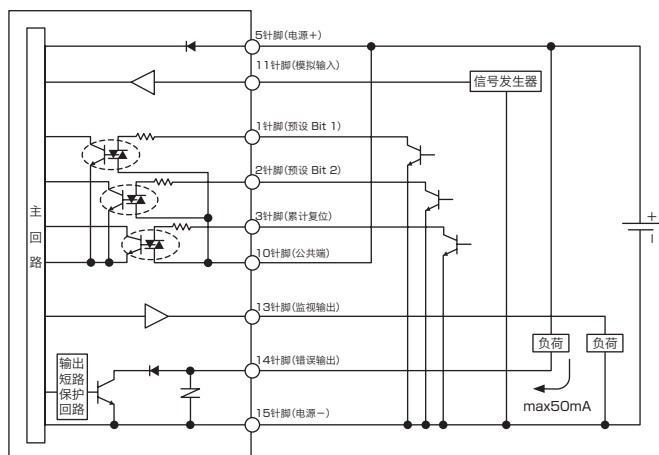 5针脚(电源+)
11针脚(模拟输入)
信号发生器
1针脚(预设 Bit 1)
2针脚(预设 Bit 2)
3针脚(累计复位)
主
回
路
10针脚(公共端)
+
−
13针脚(监视输出)
负荷
负荷
14针脚(错误输出)
输出
短路
保护
回路
max50mA
15针脚(电源−)